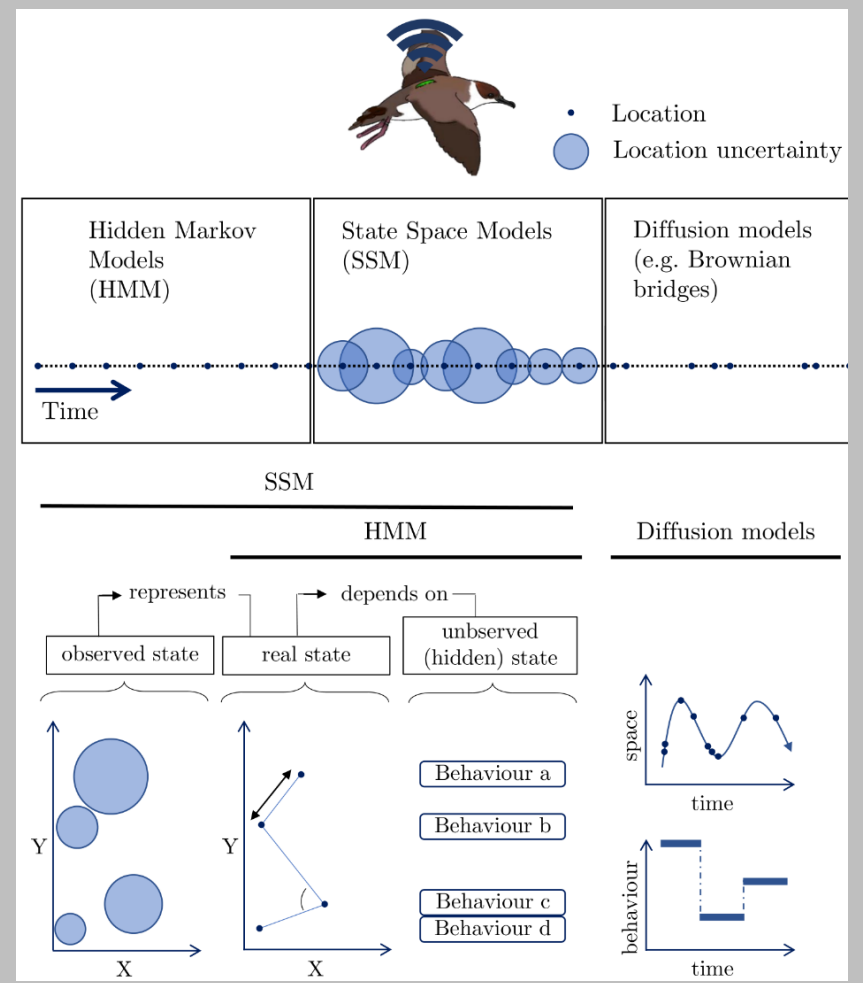 Location
Location uncertainty
Hidden Markov
Models
(HMM)
State Space Models
(SSM)
Diffusion models
(e.g. Brownian
bridges)
Time
SSM
HMM
Diffusion models
represents
depends on
observed state
real state
unbserved
(hidden) state
Y
X
Y
X
Behaviour a
Behaviour b
Behaviour c
Behaviour d
space
time
behaviour
time